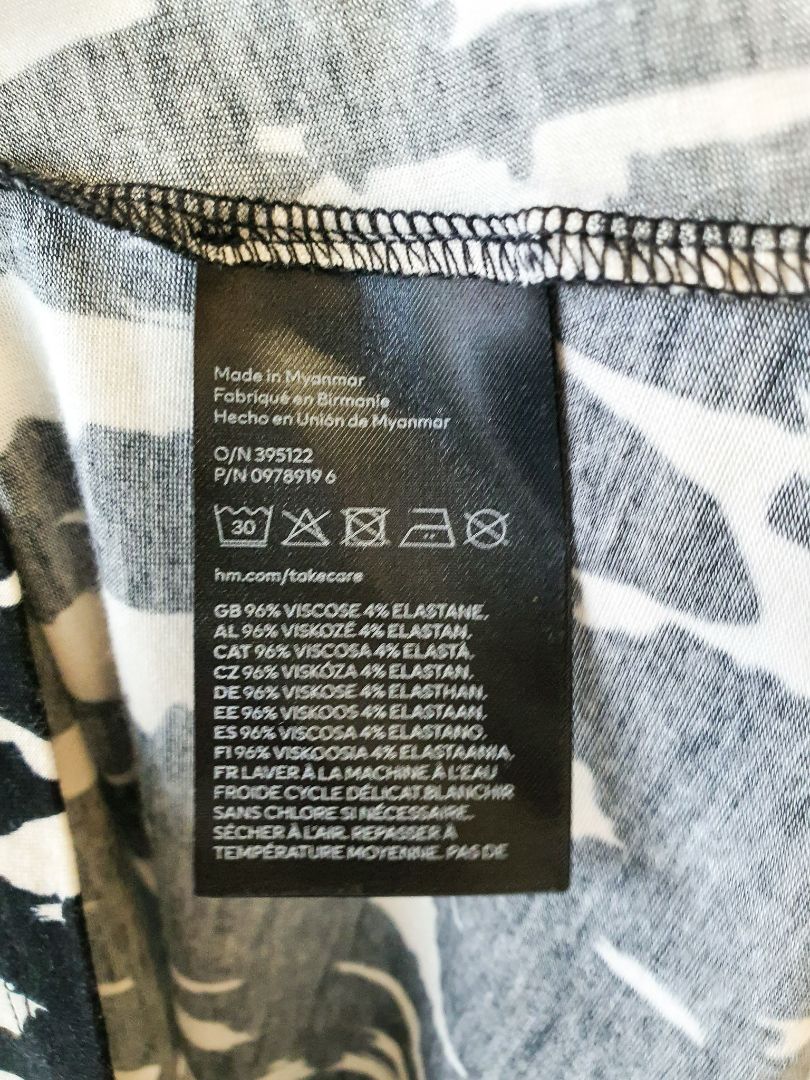 Made in Myanmar
Fabriqué en Birmanie
Hecho en Unión de Myanmar
O/N 395122
P/N 0978919 6
30
hm.com/takecare
GB 96% VISCOSE 4% ELASTANE.
AL 96% VISKOZË 4% ELASTAN.
CAT 96% VISCOSA 4% ELASTÀ.
CZ 96% VISKÓZA 4% ELASTAN.
DE 96% VISKOSE 4% ELASTHAN.
EE 96% VISKOOS 4% ELASTAAN.
ES 96% VISCOSA 4% ELASTANO.
FI 96% VISKOOSIA 4% ELASTAANIA.
FR LAVER À LA MACHINE À L'EAU
FROIDE CYCLE DÉLICAT BLANCHIR
SANS CHLORE SI NÉCESSAIRE.
SÉCHER À L'AIR. REPASSER À
TEMPÉRATURE MOYENNE. PAS DE